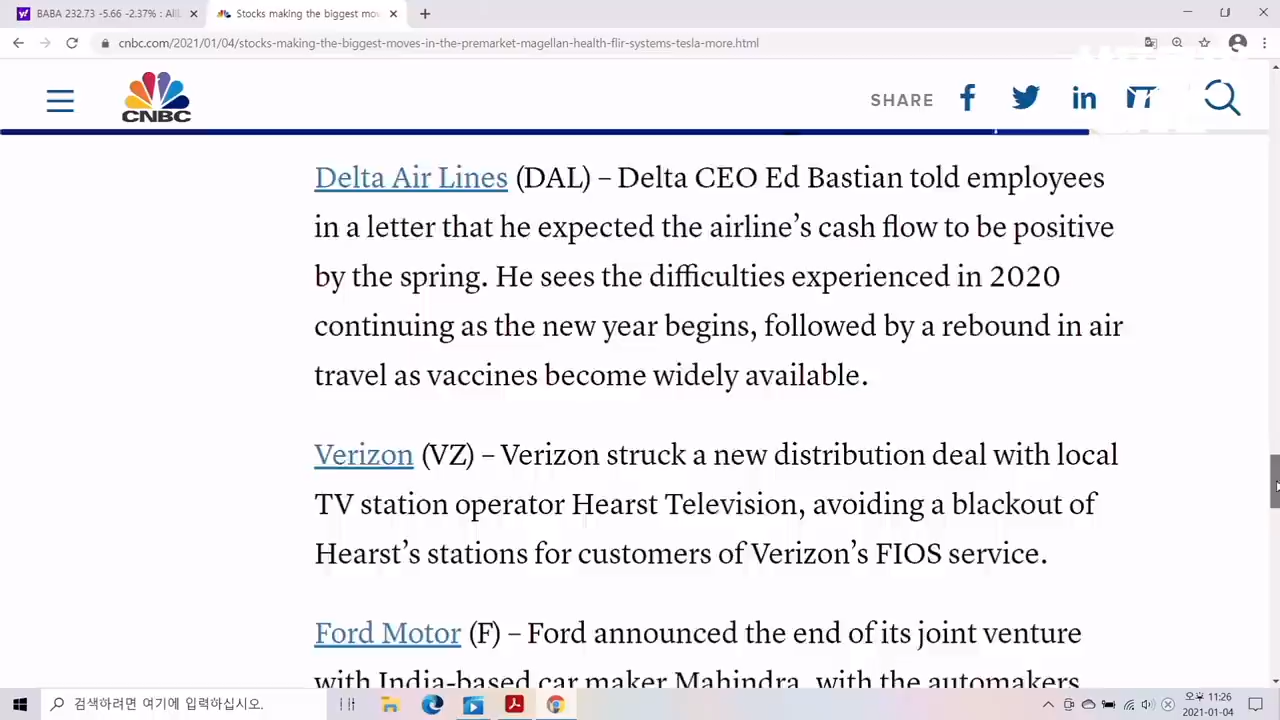 BABA 232.73 -5.66 -2.37% : Ali
Stocks making the biggest mo
cnbc.com/2021/01/04/stocks-making-the-biggest-moves-in-the-premarket-magellan-health-flir-systems-tesla-more.html
CNBC
SHARE
Delta Air Lines (DAL) – Delta CEO Ed Bastian told employees
in a letter that he expected the airline’s cash flow to be positive
by the spring. He sees the difficulties experienced in 2020
continuing as the new year begins, followed by a rebound in air
travel as vaccines become widely available.
Verizon (VZ) – Verizon struck a new distribution deal with local
TV station operator Hearst Television, avoiding a blackout of
Hearst’s stations for customers of Verizon’s FIOS service.
Ford Motor (F) – Ford announced the end of its joint venture
with India-based car maker Mahindra, with the automakers
검색하려면 여기에 입력하십시오.
오후 11:26
2021-01-04